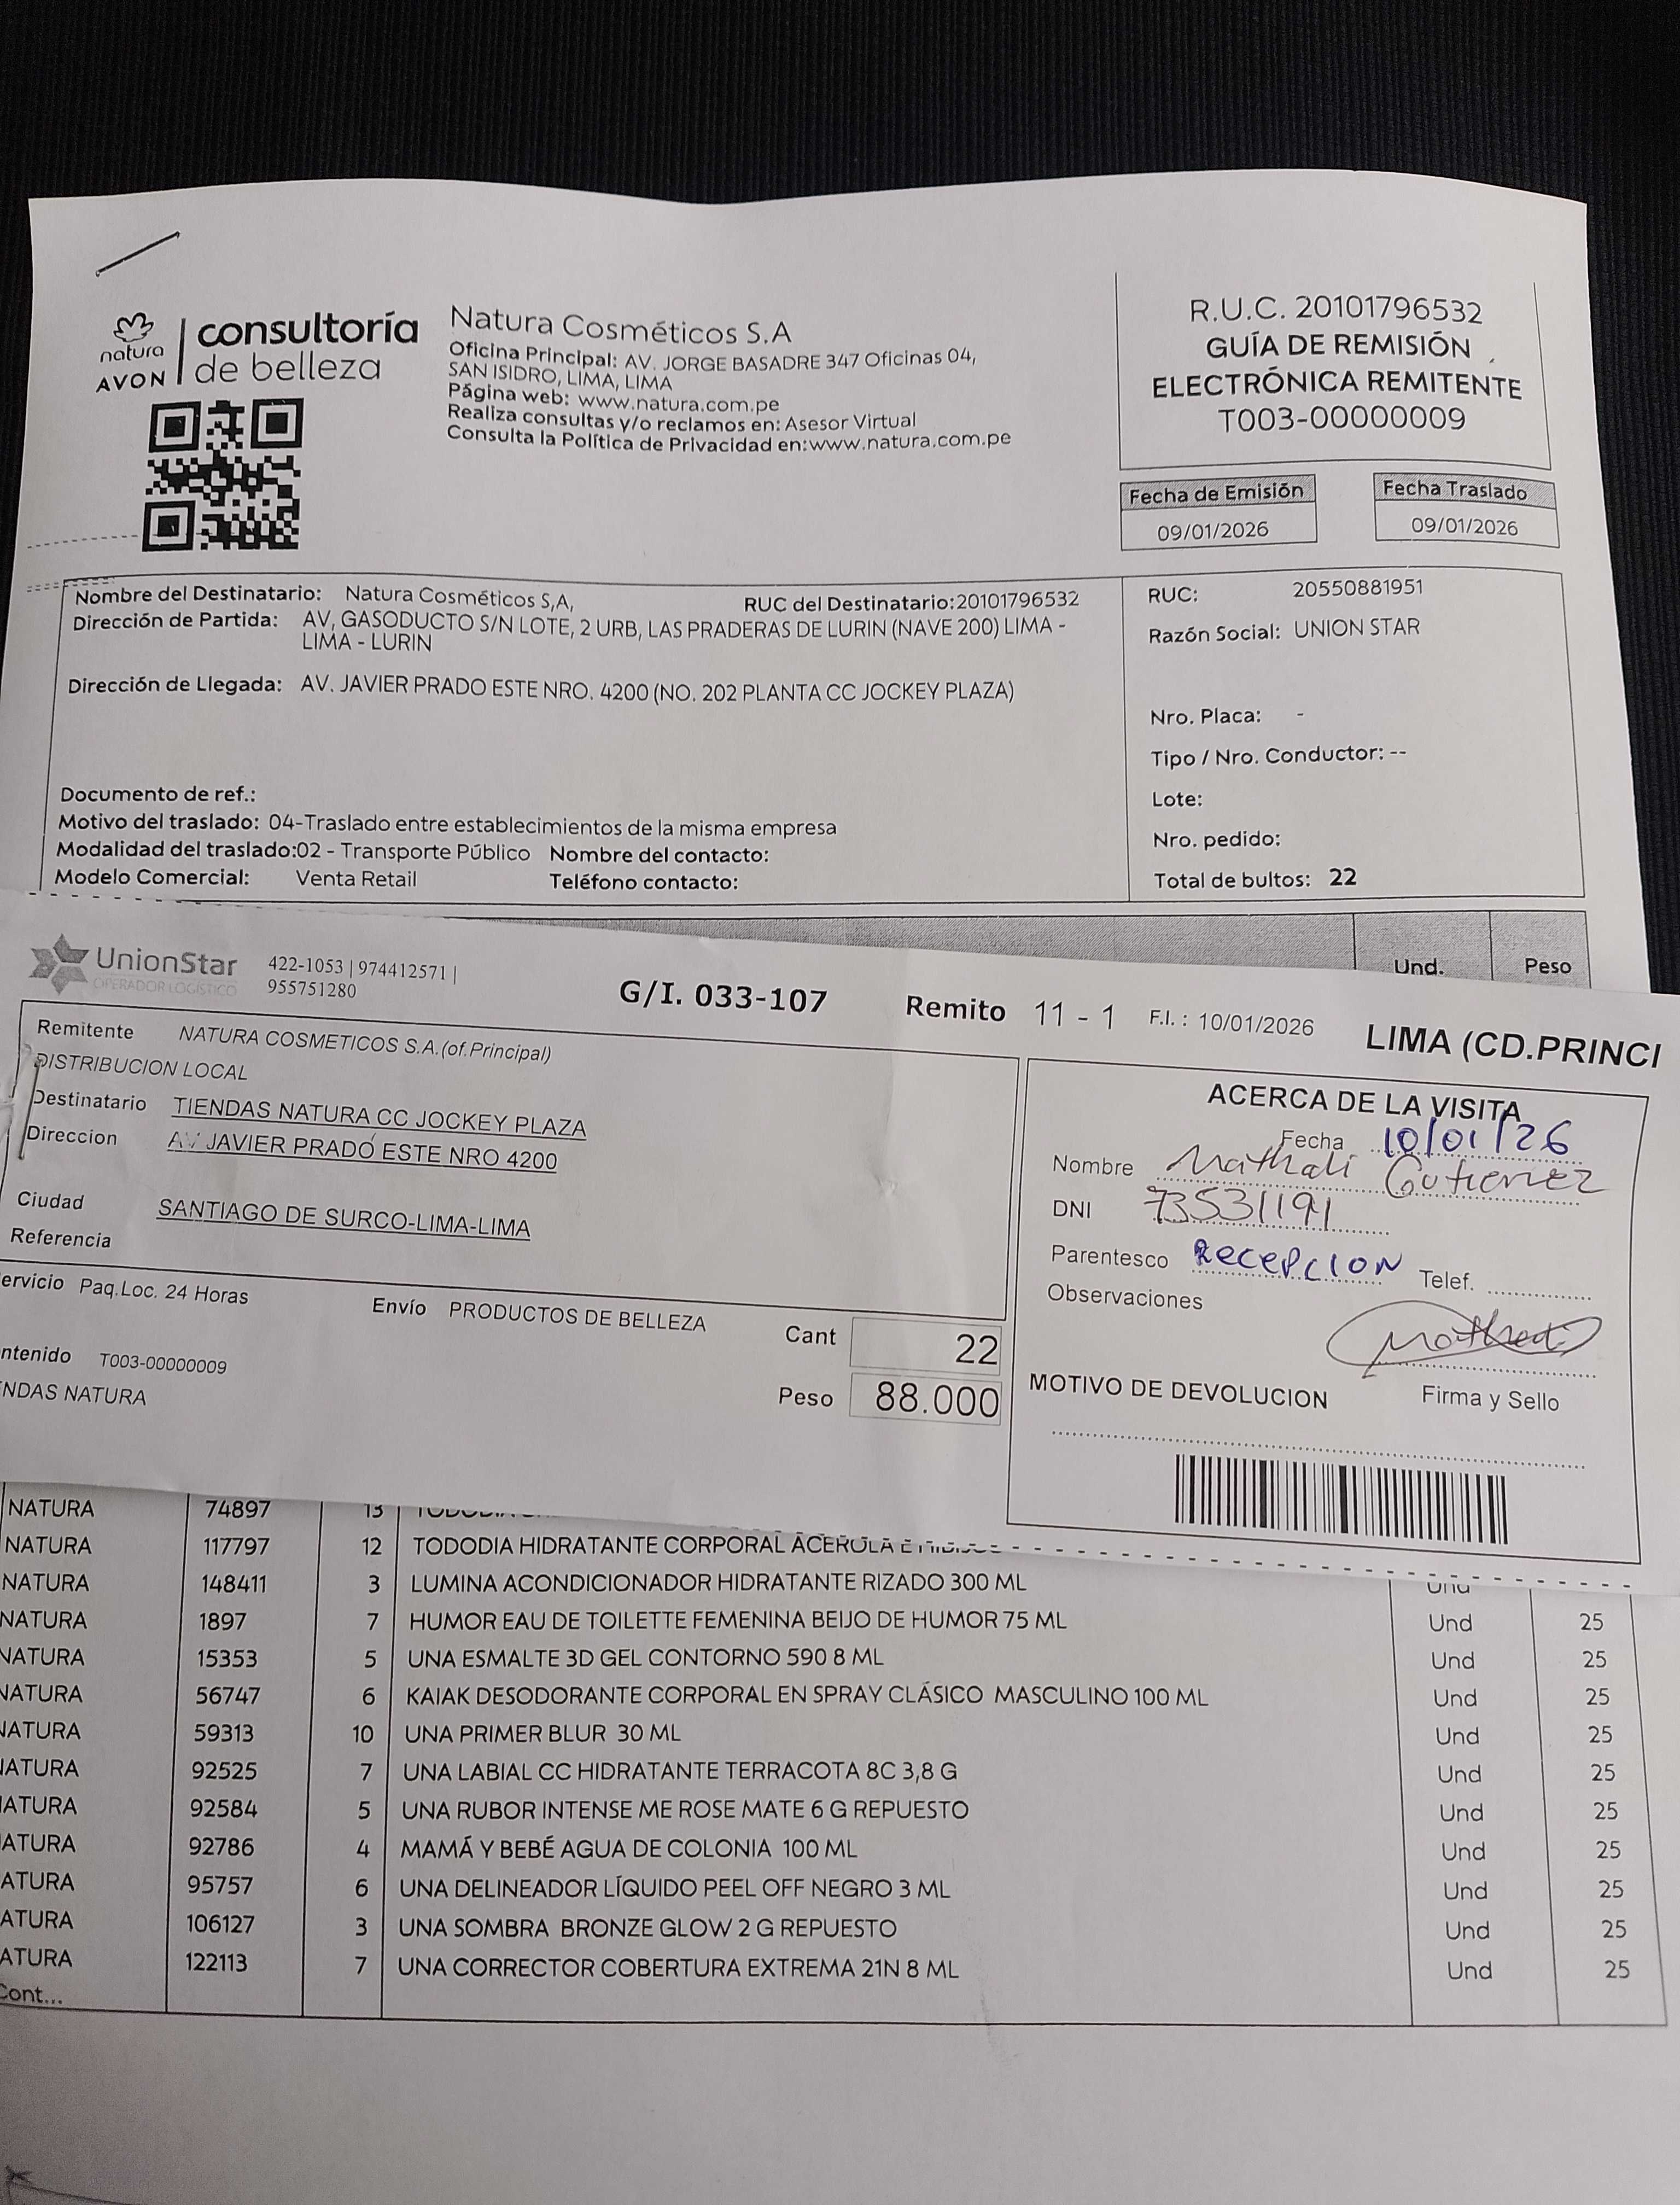 natura
AVON
consultoría
de belleza
Natura Cosméticos S.A
Oficina Principal: AV. JORGE BASADRE 347 Oficinas 04,
SAN ISIDRO, LIMA, LIMA
Página web: www.natura.com.pe
Realiza consultas y/o reclamos en: Asesor Virtual
Consulta la Política de Privacidad en:www.natura.com.pe
R.U.C. 20101796532
GUÍA DE REMISIÓN
ELECTRÓNICA REMITENTE
T003-00000009
Fecha de Emisión
09/01/2026
Fecha Traslado
09/01/2026
Nombre del Destinatario: Natura Cosméticos S,A, RUC del Destinatario:20101796532
Dirección de Partida: AV, GASODUCTO S/N LOTE, 2 URB, LAS PRADERAS DE LURIN (NAVE 200) LIMA -
LIMA - LURIN
Dirección de Llegada: AV. JAVIER PRADO ESTE NRO. 4200 (NO. 202 PLANTA CC JOCKEY PLAZA)
Documento de ref.:
Motivo del traslado: 04-Traslado entre establecimientos de la misma empresa
Modalidad del traslado:02 - Transporte Público Nombre del contacto:
Modelo Comercial: Venta Retail Teléfono contacto:
RUC: 20550881951
Razón Social: UNION STAR
Nro. Placa: -
Tipo / Nro. Conductor: --
Lote:
Nro. pedido:
Total de bultos: 22
Und. Peso
UnionStar
OPERADOR LOGÍSTICO
422-1053 | 974412571 |
955751280
G/I. 033-107 Remito 11 - 1 F.I. : 10/01/2026 LIMA (CD.PRINCI
Remitente NATURA COSMETICOS S.A.(of.Principal)
DISTRIBUCION LOCAL
Destinatario TIENDAS NATURA CC JOCKEY PLAZA
Direccion AV JAVIER PRADO ESTE NRO 4200
Ciudad SANTIAGO DE SURCO-LIMA-LIMA
Referencia
ervicio Paq.Loc. 24 Horas Envío PRODUCTOS DE BELLEZA
Cant 22
ntenido T003-00000009
Peso 88.000
NDAS NATURA
ACERCA DE LA VISITA
Fecha 10/01/26
Nombre Mathali Gutierrez
DNI 73531191
Parentesco RECEPCION Telef.
Observaciones
MOTIVO DE DEVOLUCION Firma y Sello
NATURA 74897 13
NATURA 117797 12 TODODIA HIDRATANTE CORPORAL ACEROLA E
NATURA 148411 3 LUMINA ACONDICIONADOR HIDRATANTE RIZADO 300 ML Und
NATURA 1897 7 HUMOR EAU DE TOILETTE FEMENINA BEIJO DE HUMOR 75 ML Und 25
NATURA 15353 5 UNA ESMALTE 3D GEL CONTORNO 590 8 ML Und 25
NATURA 56747 6 KAIAK DESODORANTE CORPORAL EN SPRAY CLÁSICO MASCULINO 100 ML Und 25
NATURA 59313 10 UNA PRIMER BLUR 30 ML Und 25
ATURA 92525 7 UNA LABIAL CC HIDRATANTE TERRACOTA 8C 3,8 G Und 25
ATURA 92584 5 UNA RUBOR INTENSE ME ROSE MATE 6 G REPUESTO Und 25
ATURA 92786 4 MAMÁ Y BEBÉ AGUA DE COLONIA 100 ML Und 25
ATURA 95757 6 UNA DELINEADOR LÍQUIDO PEEL OFF NEGRO 3 ML Und 25
ATURA 106127 3 UNA SOMBRA BRONZE GLOW 2 G REPUESTO Und 25
ATURA 122113 7 UNA CORRECTOR COBERTURA EXTREMA 21N 8 ML Und 25
Cont...